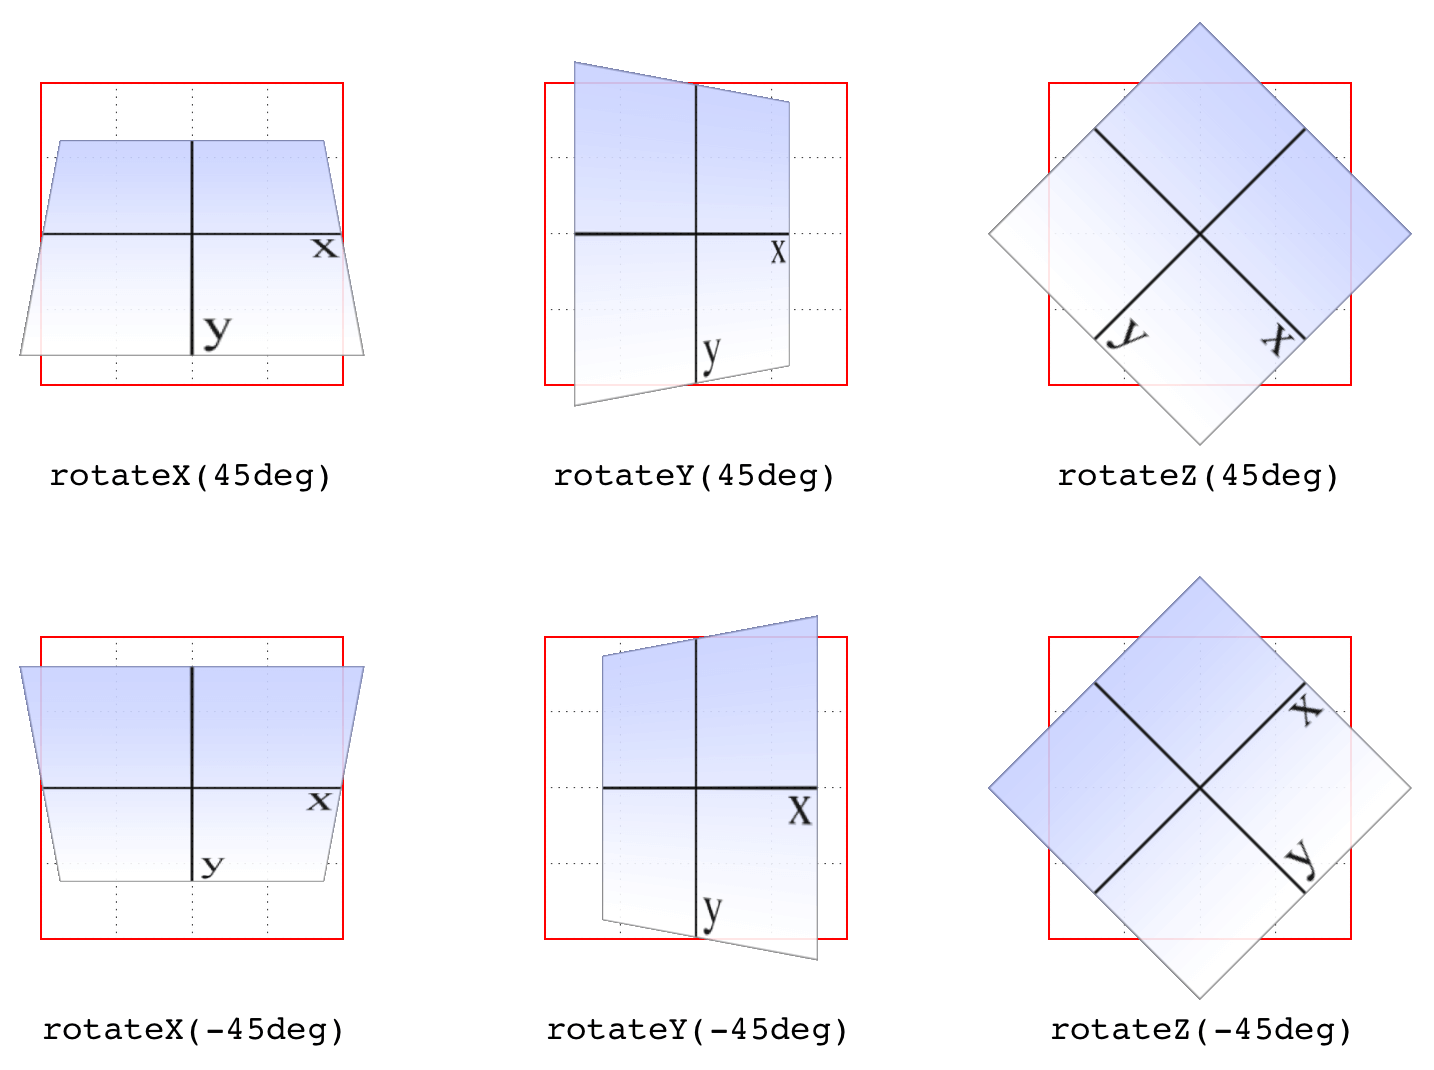 x
y
rotateX(45deg)
x
y
rotateY(45deg)
y
x
rotateZ(45deg)
x
y
rotateX(-45deg)
x
y
rotateY(-45deg)
x
y
rotateZ(-45deg)